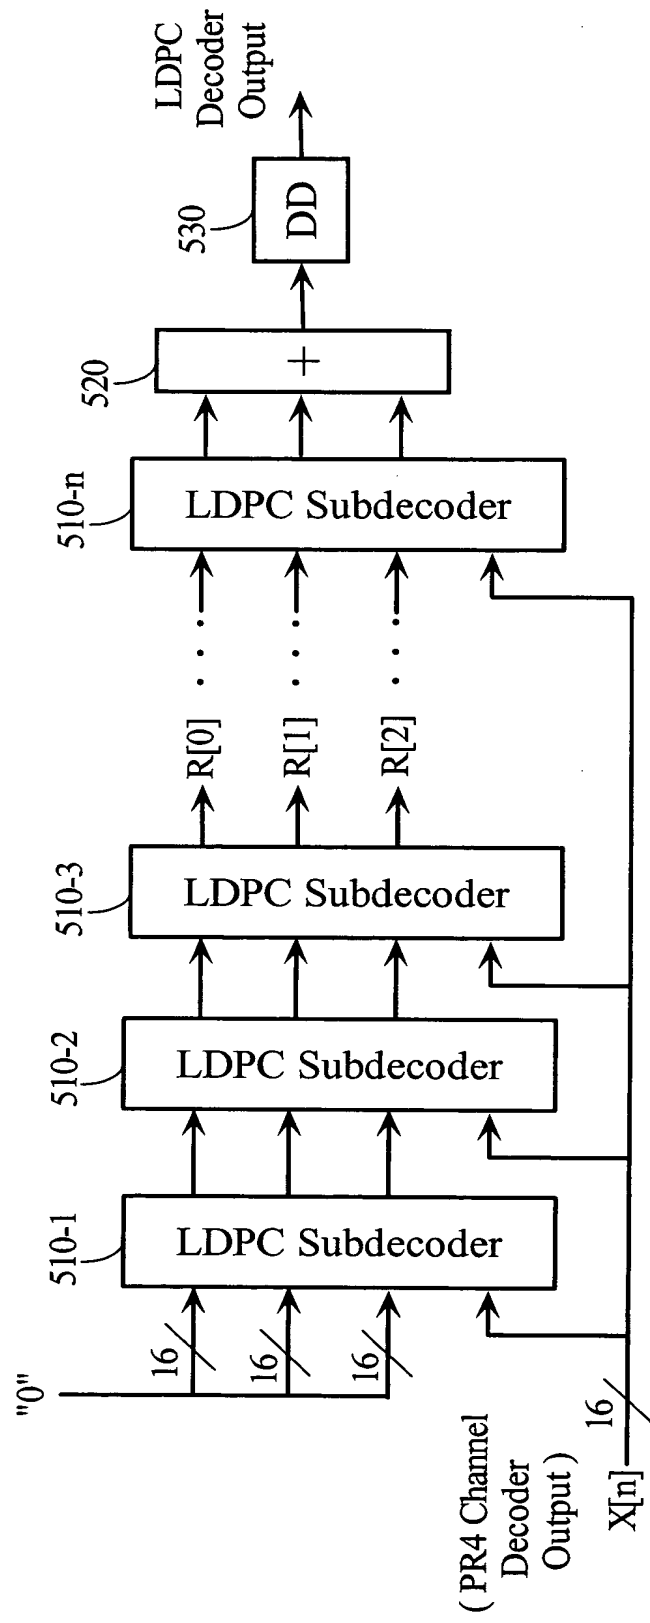 "0"
16
16
16
( PR4 Channel
Decoder
Output )
X[n]
16
510-1
LDPC Subdecoder
510-2
LDPC Subdecoder
510-3
LDPC Subdecoder
R[0]
R[1]
R[2]
. . .
. . .
. . .
510-n
LDPC Subdecoder
520
+
530
DD
LDPC
Decoder
Output